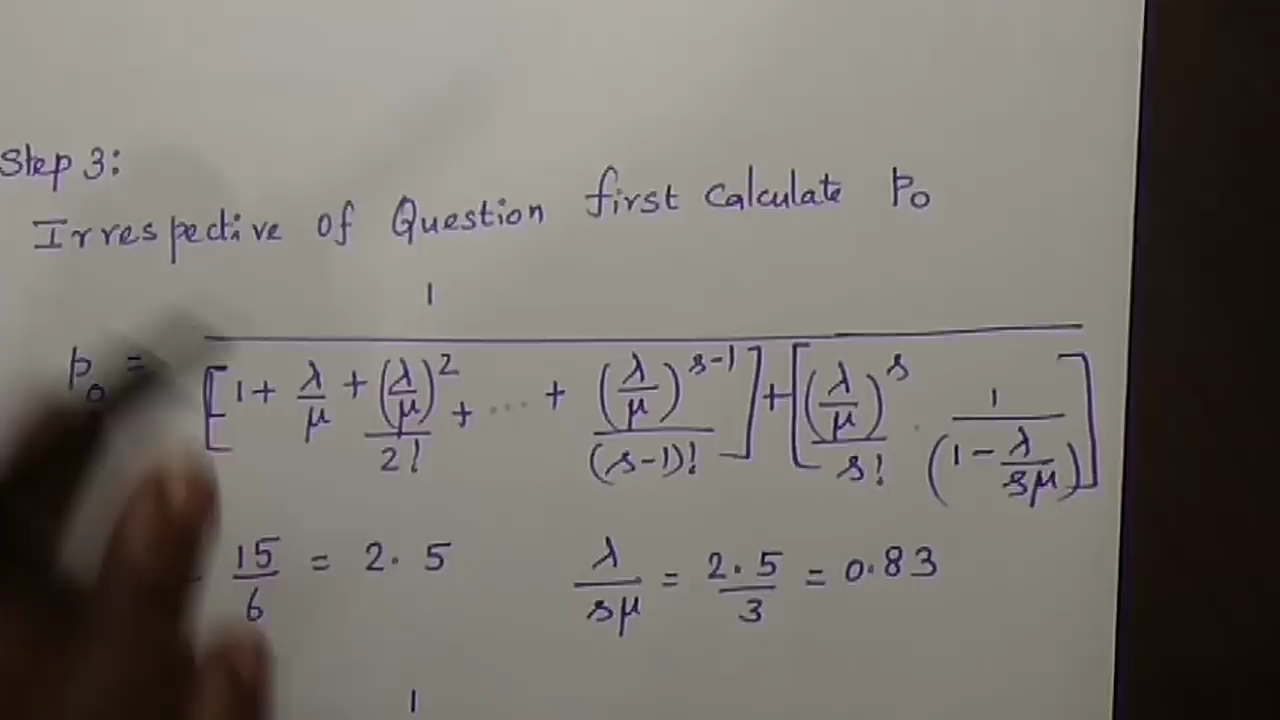 Step 3:
Irrespective of Question first calculate P₀
P₀ = 1 / [1 + λ/μ + (λ/μ)²/2! + ... + (λ/μ)^(s-1)/(s-1)!] + [(λ/μ)^s/s! · 1/(1 - λ/sμ)]
15/6 = 2.5 λ/sμ = 2.5/3 = 0.83
1